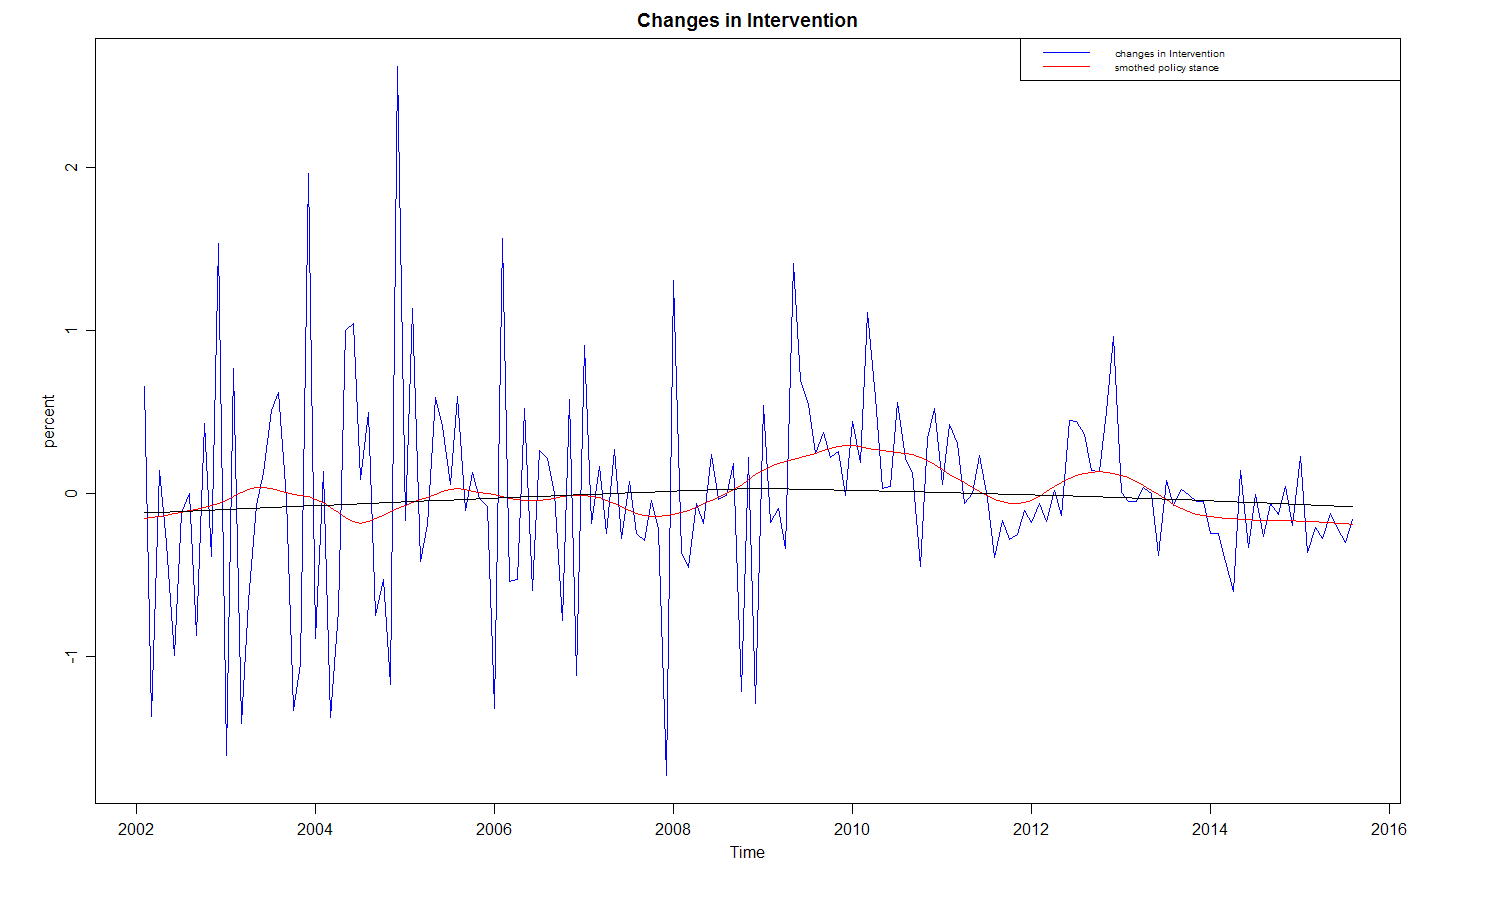 Changes in Intervention
changes in Intervention
smothed policy stance
percent
2
1
0
-1
2002 2004 2006 2008 2010 2012 2014 2016
Time